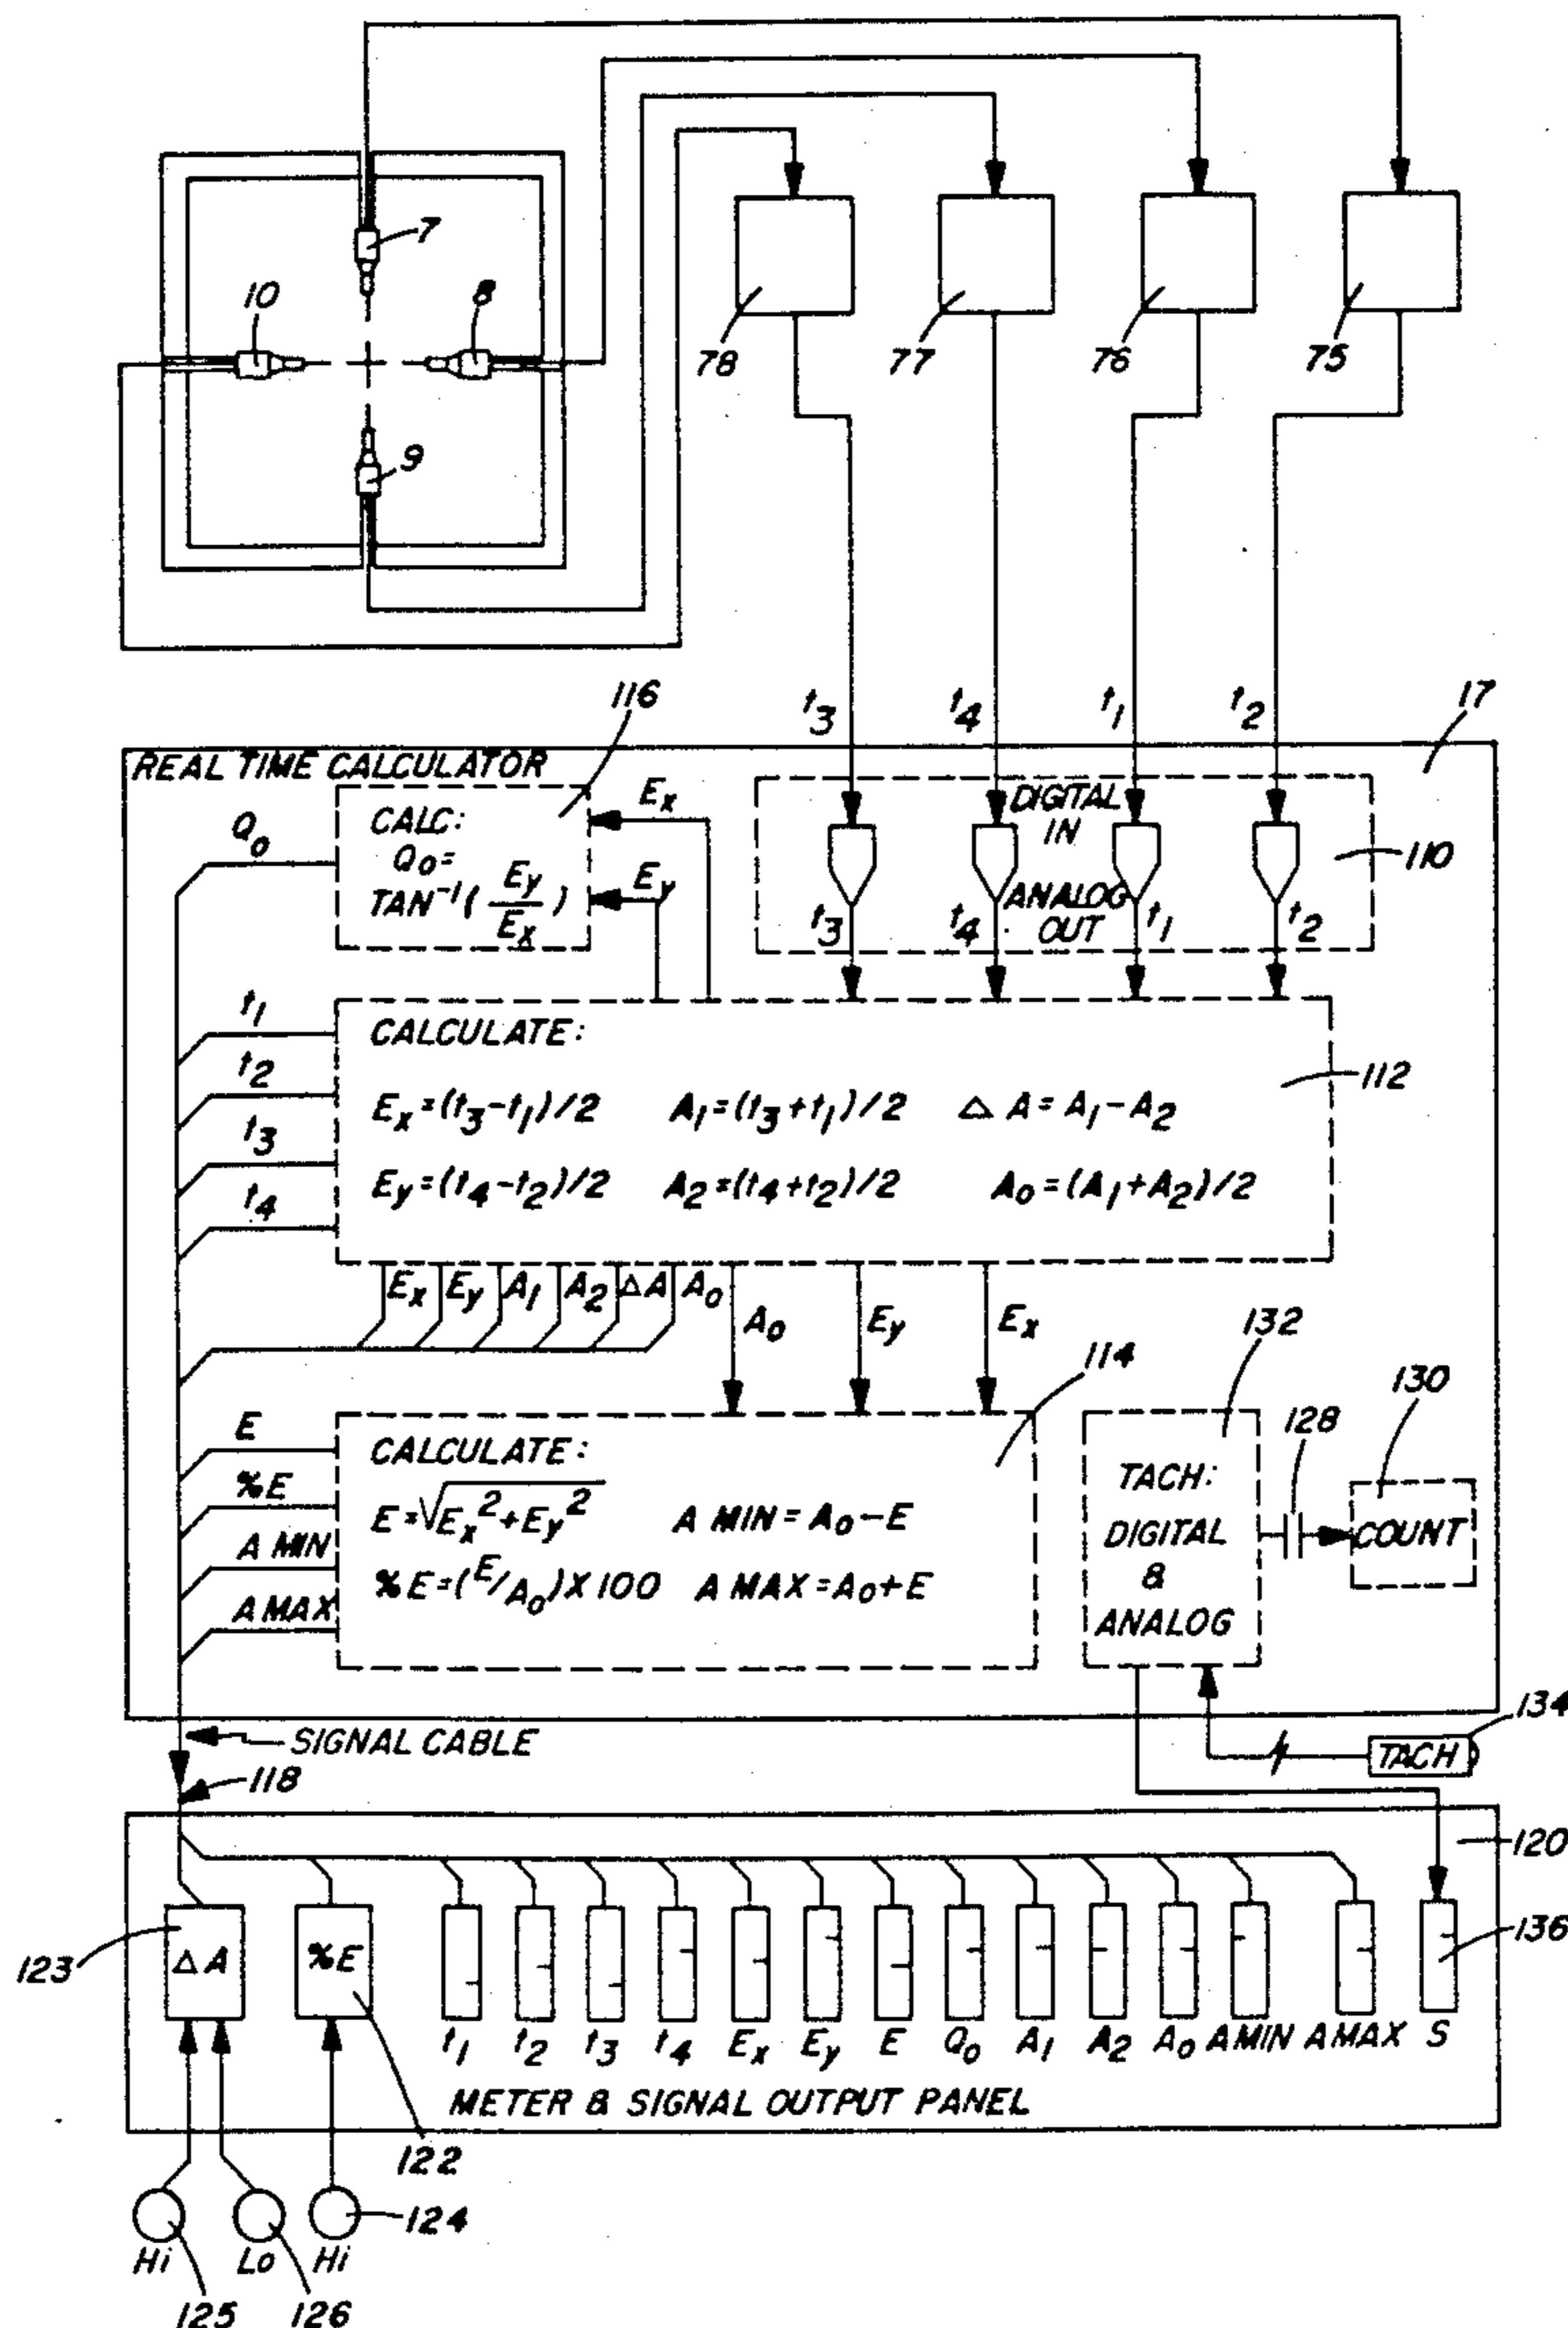 7
10
8
9
78
77
76
75
t3 t4 t1 t2
17
116
REAL TIME CALCULATOR
Q0
CALC:
Q0=
TAN⁻¹(Ey/Ex)
Ex
Ey
DIGITAL
IN
ANALOG
OUT
110
t3 t4 t1 t2
t1
t2
t3
t4
CALCULATE:
112
Ex=(t3-t1)/2 A1=(t3+t1)/2 ΔA=A1-A2
Ey=(t4-t2)/2 A2=(t4+t2)/2 A0=(A1+A2)/2
Ex Ey A1 A2 ΔA A0
A0 Ey Ex
114
132
128
130
E
%E
A MIN
A MAX
CALCULATE:
E=√Ex²+Ey² A MIN=A0-E
%E=(E/A0)X100 A MAX=A0+E
TACH:
DIGITAL
&
ANALOG
COUNT
SIGNAL CABLE
118
TACH
134
120
123
ΔA
%E
136
t1 t2 t3 t4 Ex Ey E Q0 A1 A2 A0 A MIN A MAX S
METER & SIGNAL OUTPUT PANEL
122
124
Hi Lo Hi
125 126